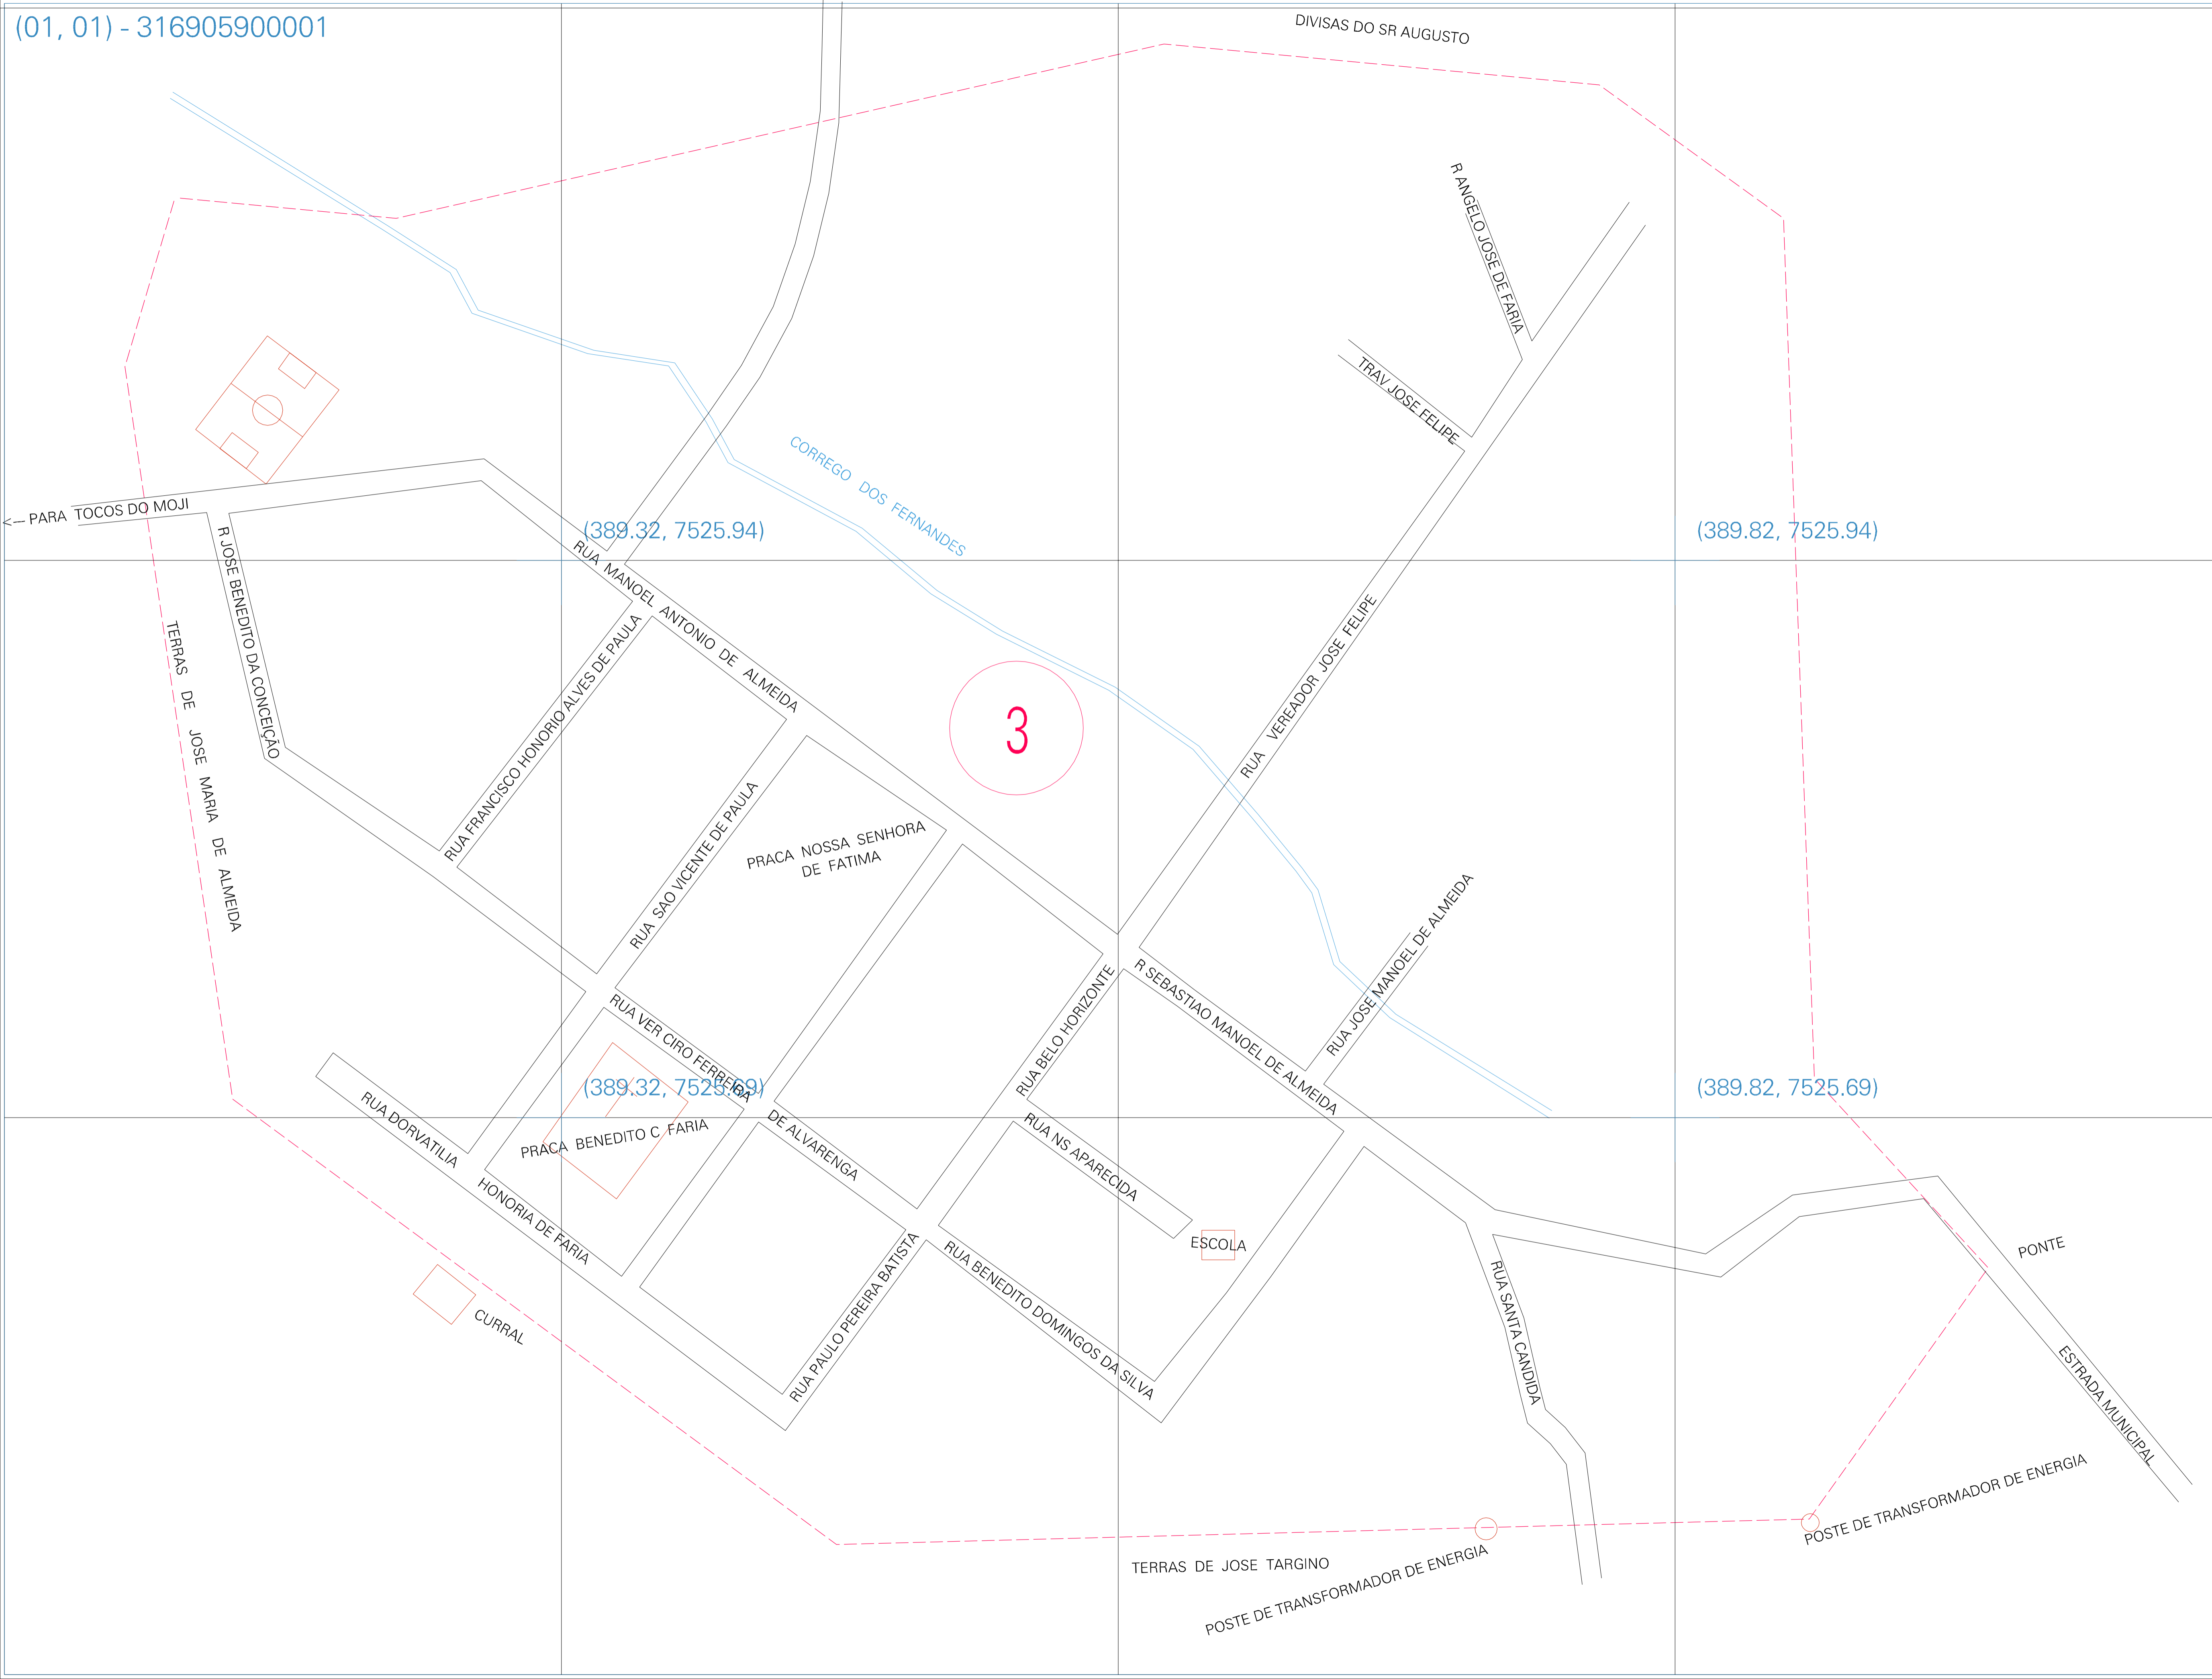 (01, 01) - 316905900001
DIVISAS DO SR AUGUSTO
R ANGELO JOSE DE FARIA
TRAV JOSE FELIPE
CORREGO DOS FERNANDES
<-- PARA TOCOS DO MOJI
(389.32, 7525.94)
(389.82, 7525.94)
RUA MANOEL ANTONIO DE ALMEIDA
R JOSE BENEDITO DA CONCEIÇÃO
TERRAS DE JOSE MARIA DE ALMEIDA
RUA FRANCISCO HONORIO ALVES DE PAULA
RUA VEREADOR JOSE FELIPE
3
RUA SAO VICENTE DE PAULA
PRACA NOSSA SENHORA
DE FATIMA
RUA JOSE MANOEL DE ALMEIDA
R SEBASTIAO MANOEL DE ALMEIDA
RUA BELO HORIZONTE
RUA VER CIRO FERREIRA
DE ALVARENGA
(389.32, 7525.69)
(389.82, 7525.69)
RUA DORVATILIA
HONORIA DE FARIA
PRACA BENEDITO C FARIA
RUA NS APARECIDA
ESCOLA
PONTE
RUA PAULO PEREIRA BATISTA
RUA BENEDITO DOMINGOS DA SILVA
RUA SANTA CANDIDA
CURRAL
ESTRADA MUNICIPAL
POSTE DE TRANSFORMADOR DE ENERGIA
TERRAS DE JOSE TARGINO
POSTE DE TRANSFORMADOR DE ENERGIA